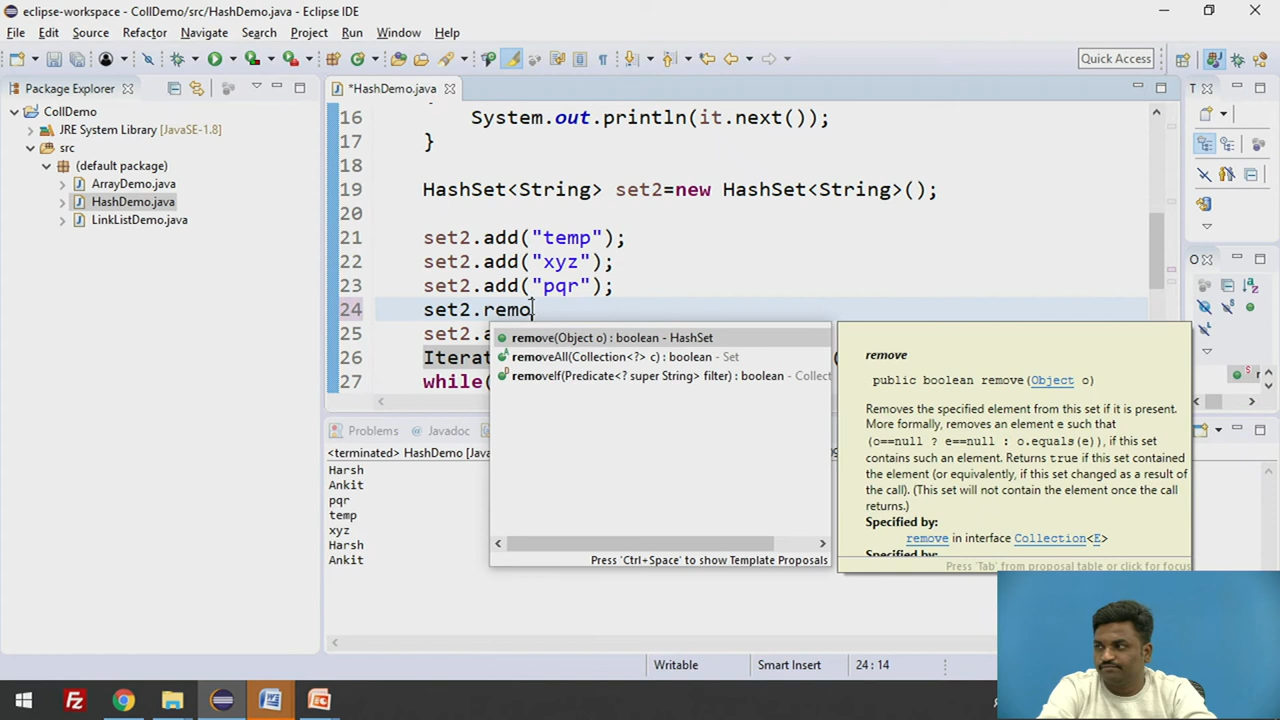 eclipse-workspace - CollDemo/src/HashDemo.java - Eclipse IDE
File Edit Source Refactor Navigate Search Project Run Window Help
Quick Access
Package Explorer
*HashDemo.java
T
CollDemo
JRE System Library [JavaSE-1.8]
src
(default package)
ArrayDemo.java
HashDemo.java
LinkListDemo.java
16 System.out.println(it.next());
17 }
18
19 HashSet<String> set2=new HashSet<String>();
20
21 set2.add("temp");
22 set2.add("xyz");
23 set2.add("pqr");
24 set2.remo
25 set2.a
26 Iterat
27 while(
remove(Object o) : boolean - HashSet
removeAll(Collection<?> c) : boolean - Set
removeIf(Predicate<? super String> filter) : boolean - Collect
Press 'Ctrl+Space' to show Template Proposals
remove
public boolean remove(Object o)
Removes the specified element from this set if it is present.
More formally, removes an element e such that
(o==null ? e==null : o.equals(e)), if this set
contains such an element. Returns true if this set contained
the element (or equivalently, if this set changed as a result of
the call). (This set will not contain the element once the call
returns.)
Specified by:
remove in interface Collection<E>
Specified by:
Press 'Tab' from proposal table or click for focus
O
Problems Javadoc
<terminated> HashDemo [Java
Harsh
Ankit
pqr
temp
xyz
Harsh
Ankit
Writable Smart Insert 24 : 14